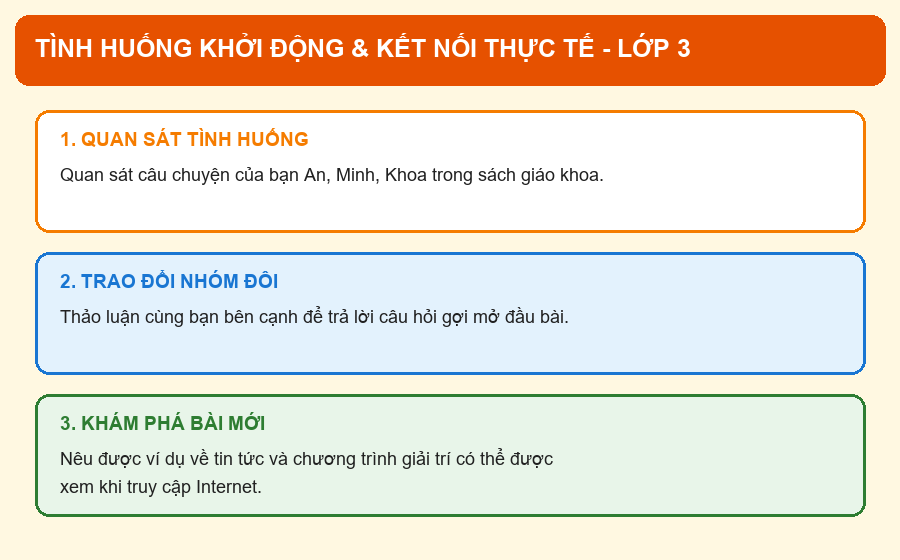 TÌNH HUỐNG KHỞI ĐỘNG & KẾT NỐI THỰC TẾ - LỚP 3
1. QUAN SÁT TÌNH HUỐNG
Quan sát câu chuyện của bạn An, Minh, Khoa trong sách giáo khoa.
2. TRAO ĐỔI NHÓM ĐÔI
Thảo luận cùng bạn bên cạnh để trả lời câu hỏi gợi mở đầu bài.
3. KHÁM PHÁ BÀI MỚI
Nêu được ví dụ về tin tức và chương trình giải trí có thể được
xem khi truy cập Internet.